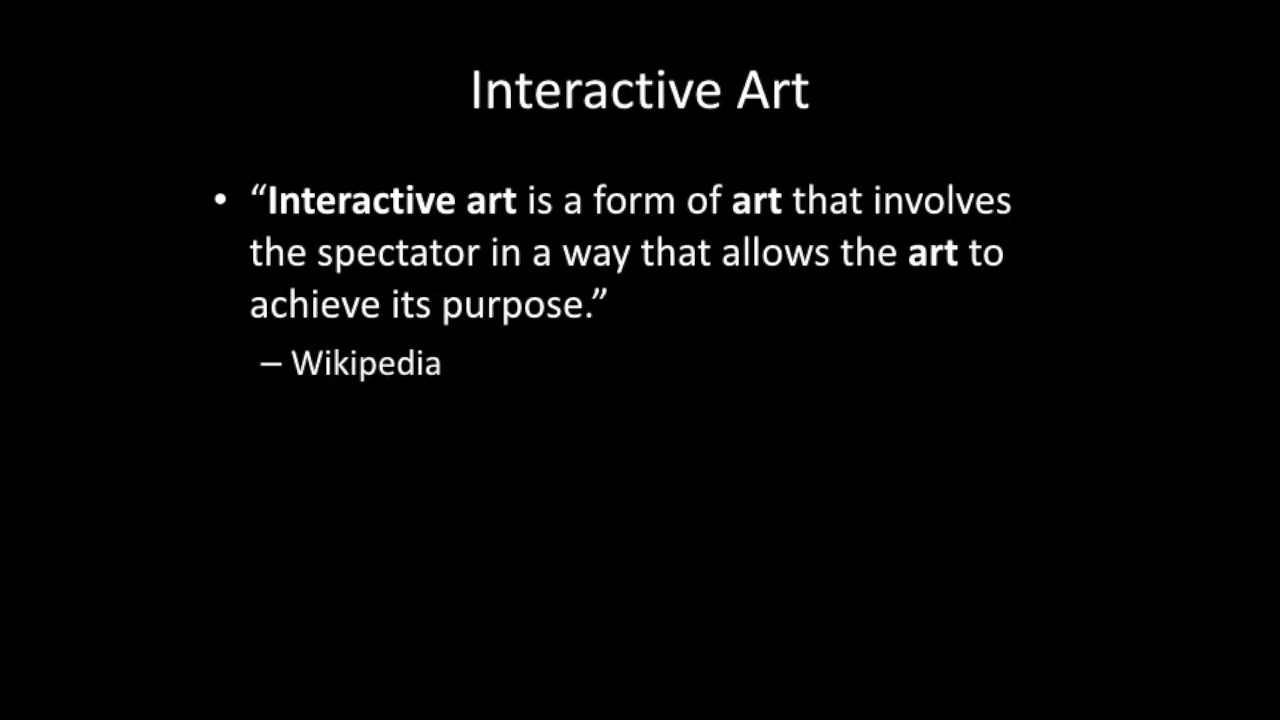 Interactive Art
• “Interactive art is a form of art that involves
the spectator in a way that allows the art to
achieve its purpose.”
– Wikipedia